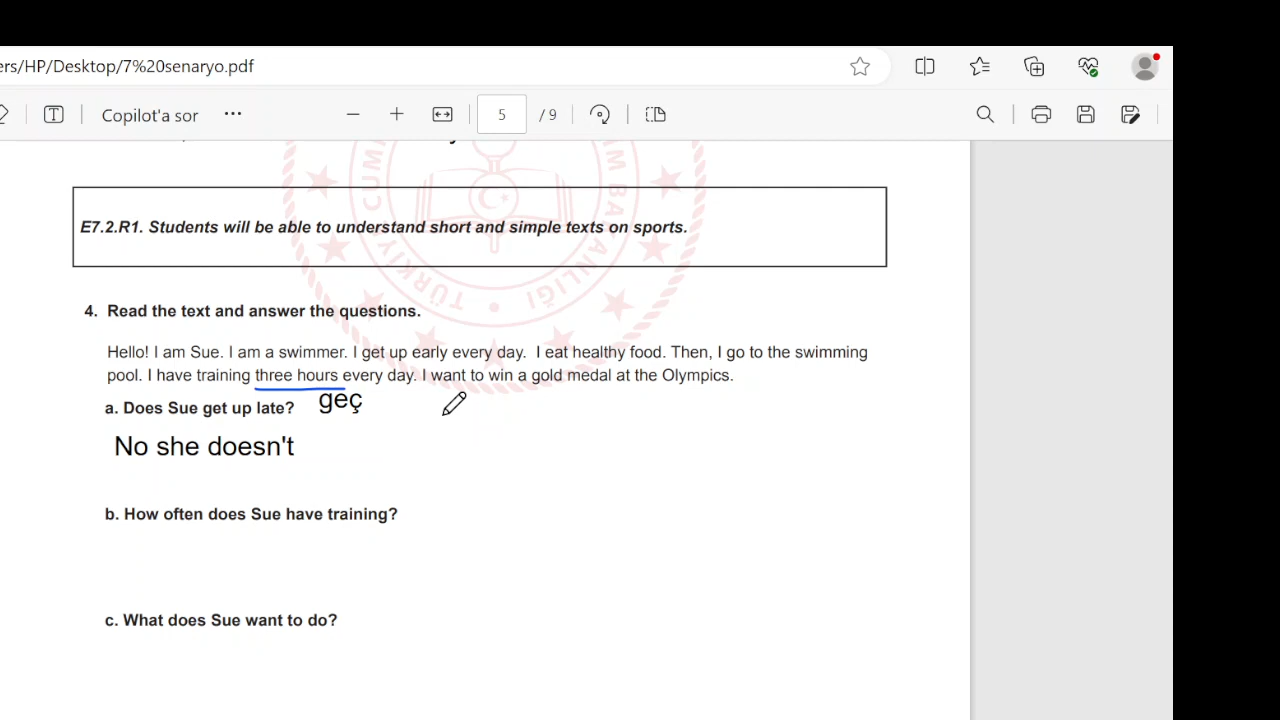 ers/HP/Desktop/7%20senaryo.pdf
Copilot'a sor
5 / 9
E7.2.R1. Students will be able to understand short and simple texts on sports.
4. Read the text and answer the questions.
Hello! I am Sue. I am a swimmer. I get up early every day. I eat healthy food. Then, I go to the swimming
pool. I have training three hours every day. I want to win a gold medal at the Olympics.
a. Does Sue get up late? geç
No she doesn't
b. How often does Sue have training?
c. What does Sue want to do?